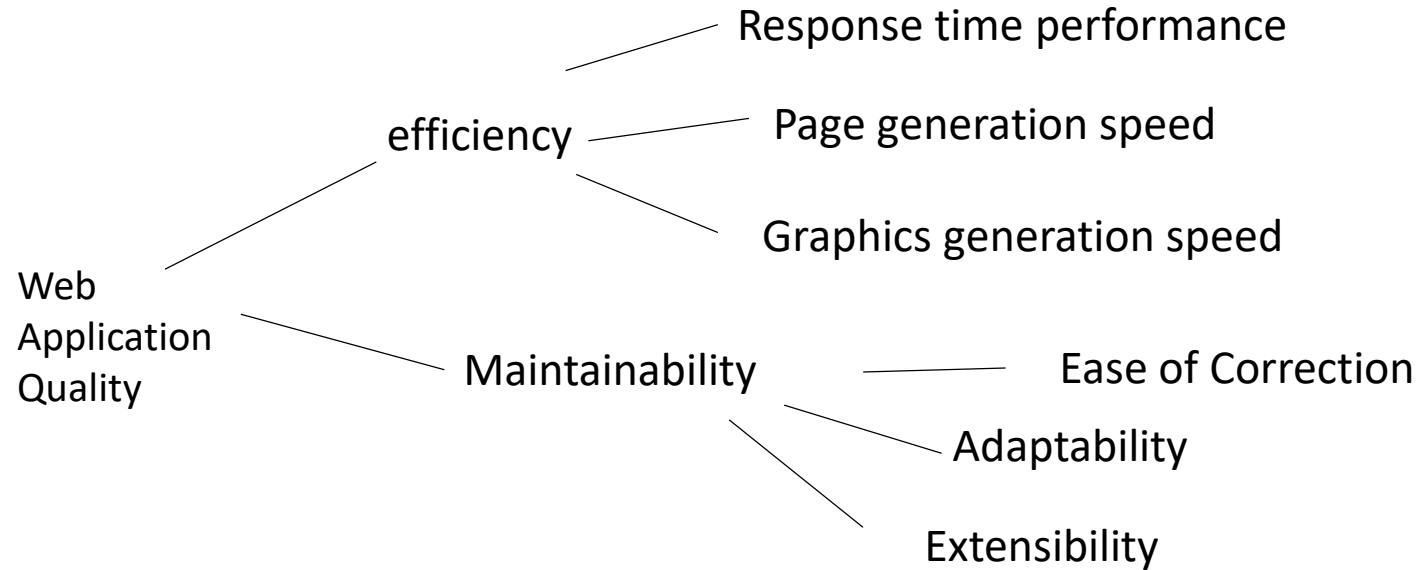 Response time performance
efficiency
Page generation speed
Graphics generation speed
Web
Application
Quality
Maintainability
Ease of Correction
Adaptability
Extensibility